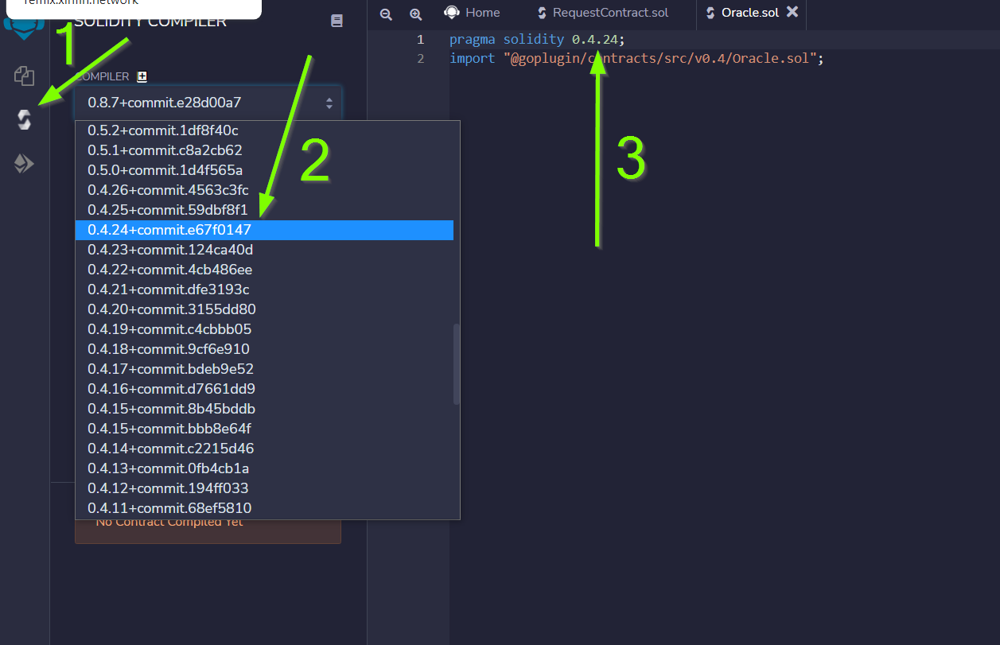 remix.xinfin.network
SOLIDITY COMPILER
1
COMPILER
0.8.7+commit.e28d00a7
0.5.2+commit.1df8f40c
0.5.1+commit.c8a2cb62
0.5.0+commit.1d4f565a
0.4.26+commit.4563c3fc
0.4.25+commit.59dbf8f1
0.4.24+commit.e67f0147
0.4.23+commit.124ca40d
0.4.22+commit.4cb486ee
0.4.21+commit.dfe3193c
0.4.20+commit.3155dd80
0.4.19+commit.c4cbbb05
0.4.18+commit.9cf6e910
0.4.17+commit.bdeb9e52
0.4.16+commit.d7661dd9
0.4.15+commit.8b45bddb
0.4.15+commit.bbb8e64f
0.4.14+commit.c2215d46
0.4.13+commit.0fb4cb1a
0.4.12+commit.194ff033
0.4.11+commit.68ef5810
No Contract Compiled Yet
2
Home
RequestContract.sol
Oracle.sol
1 pragma solidity 0.4.24;
2 import "@goplugin/contracts/src/v0.4/Oracle.sol";
3